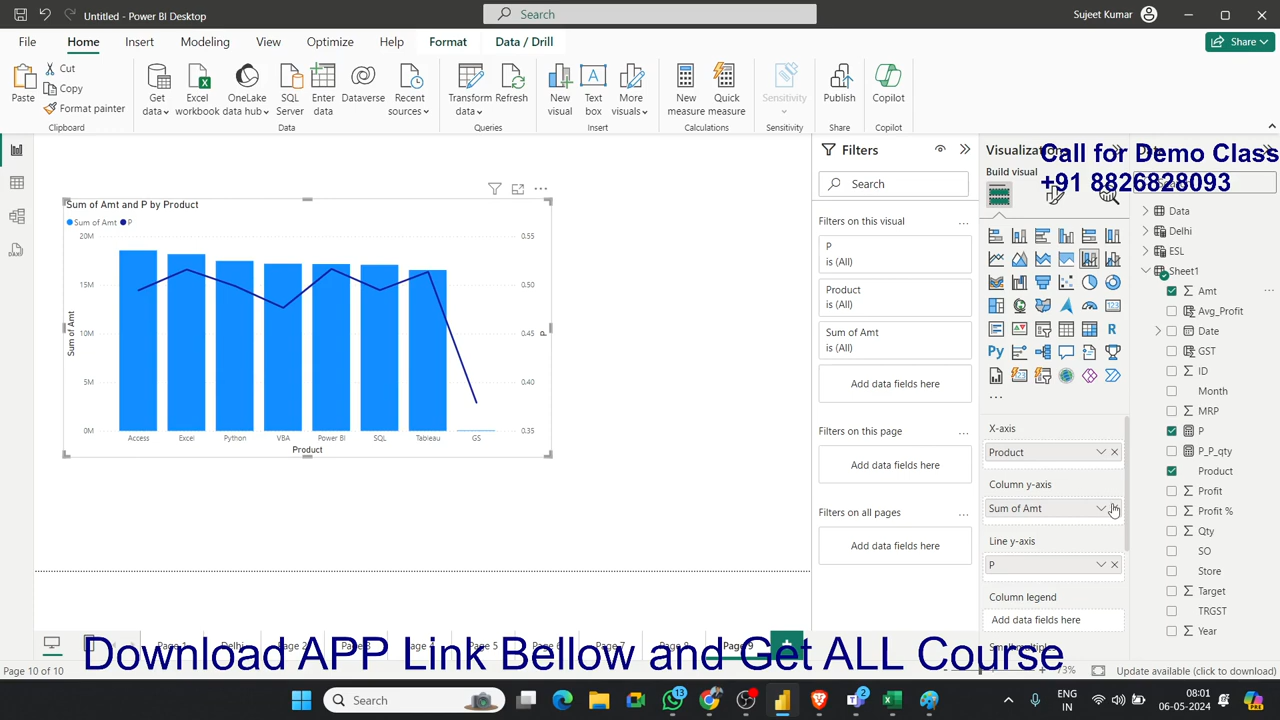 Untitled - Power BI Desktop
Search
Sujeet Kumar
File
Home
Insert
Modeling
View
Optimize
Help
Format
Data / Drill
Share
Paste
Cut
Copy
Format painter
Get data
Excel workbook
OneLake data hub
SQL Server
Enter data
Dataverse
Recent sources
Transform data
Refresh
New visual
Text box
More visuals
New measure
Quick measure
Sensitivity
Publish
Copilot
Clipboard
Data
Queries
Insert
Calculations
Sensitivity
Share
Copilot
Call for Demo Class
+91 8826828093
Sum of Amt and P by Product
Sum of Amt
P
20M
15M
10M
5M
0M
Sum of Amt
0.55
0.50
0.45
0.40
0.35
P
Access
Excel
Python
VBA
Power BI
SQL
Tableau
GS
Product
Filters
Search
Filters on this visual
P
is (All)
Product
is (All)
Sum of Amt
is (All)
Add data fields here
Filters on this page
Add data fields here
Filters on all pages
Add data fields here
Build visual
X-axis
Product
Column y-axis
Sum of Amt
Line y-axis
P
Column legend
Add data fields here
Data
Delhi
ESL
Sheet1
Amt
Avg_Profit
Date
GST
ID
Month
MRP
P
P_P_qty
Product
Profit
Profit %
Qty
SO
Store
Target
TRGST
Year
Download APP Link Bellow and Get ALL Course
Page 9
Page 10 of 10
73%
Update available (click to download)
Search
13
2
ENG
IN
08:01
06-05-2024